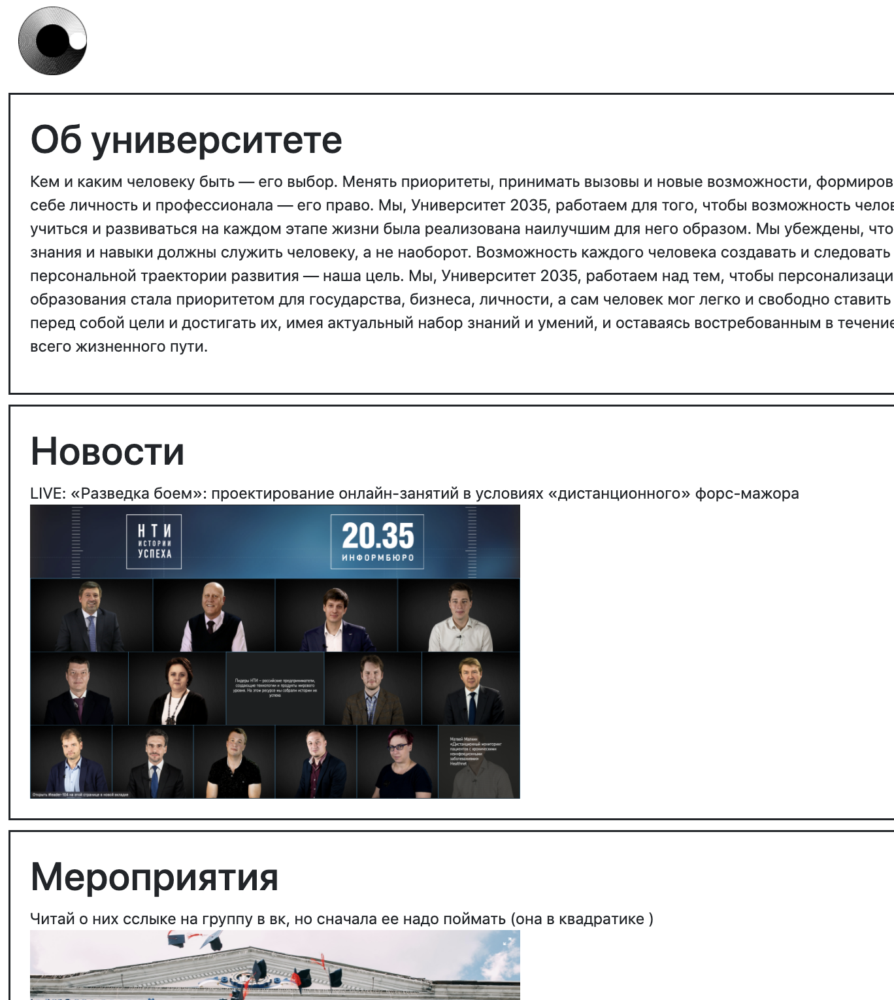 Об университете
Кем и каким человеку быть — его выбор. Менять приоритеты, принимать вызовы и новые возможности, формиров
себе личность и профессионала — его право. Мы, Университет 2035, работаем для того, чтобы возможность челов
учиться и развиваться на каждом этапе жизни была реализована наилучшим для него образом. Мы убеждены, что
знания и навыки должны служить человеку, а не наоборот. Возможность каждого человека создавать и следовать
персональной траектории развития — наша цель. Мы, Университет 2035, работаем над тем, чтобы персонализаци
образования стала приоритетом для государства, бизнеса, личности, а сам человек мог легко и свободно ставить
перед собой цели и достигать их, имея актуальный набор знаний и умений, и оставаясь востребованным в течение
всего жизненного пути.
Новости
LIVE: «Разведка боем»: проектирование онлайн-занятий в условиях «дистанционного» форс-мажора
НТИ
ИСТОРИИ
УСПЕХА
20.35
ИНФОРМБЮРО
Лидеры НТИ – российские предприниматели,
создающие технологии и продукты мирового
уровня. На этом ресурсе мы собрали истории их
успеха
Матвей Малкин
«Дистанционный мониторинг
пациентов с хроническими
неинфекционными
заболеваниями»
Healthnet
Открыть #leader-104 на этой странице в новой вкладке
Мероприятия
Читай о них сслыке на группу в вк, но сначала ее надо поймать (она в квадратике )